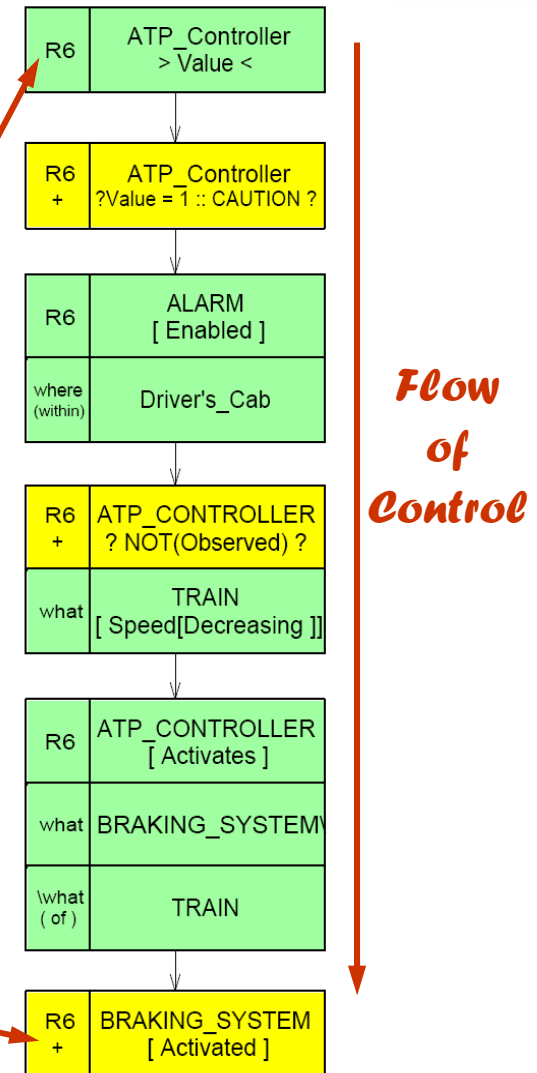 R6
ATP_Controller
> Value <
R6
+
ATP_Controller
?Value = 1 :: CAUTION ?
R6
ALARM
[ Enabled ]
where
(within)
Driver's_Cab
R6
+
ATP_CONTROLLER
? NOT(Observed) ?
what
TRAIN
[ Speed[Decreasing ]]
R6
ATP_CONTROLLER
[ Activates ]
what
BRAKING_SYSTEM\
\what
( of )
TRAIN
R6
+
BRAKING_SYSTEM
[ Activated ]
Flow
of
Control